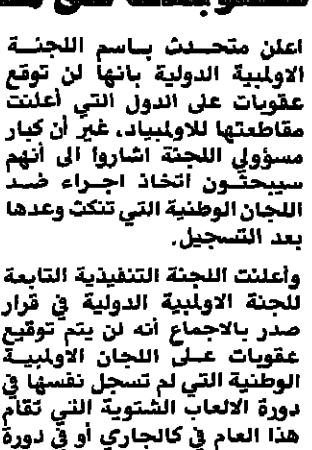 اعلن متحدث باسم اللجنة
الاولمبية الدولية بانها لن توقع
عقوبات على الدول التي أعلنت
مقاطعتها للاولمبياد، غير أن كبار
مسؤولي اللجنة اشاروا الى أنهم
سيبحثون أتخاذ اجراء ضد
اللجان الوطنية التي تنكث وعدها
بعد التسجيل.
وأعلنت اللجنة التنفيذية التابعة
للجنة الاولمبية الدولية في قرار
صدر بالاجماع أنه لن يتم توقيع
عقوبات على اللجان الاولمبية
الوطنية التي لم تسجل نفسها في
دورة الالعاب الشتوية التي تقام
هذا العام في كالجاري أو في دورة